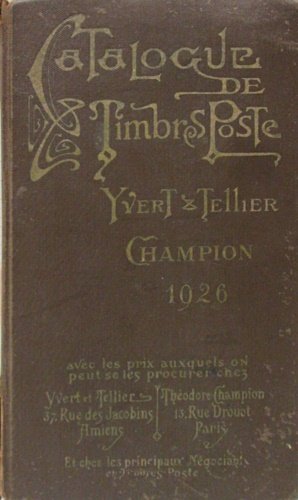 Catalogue
de
Timbres Poste
Yvert & Tellier
Champion
1926
avec les prix auxquels on
peut se les procurer chez
Yvert et Tellier
37, Rue des Jacobins
Amiens
Théodore Champion
13, Rue Drouot
Paris
Et chez les principaux Négociants
en Timbres-Poste